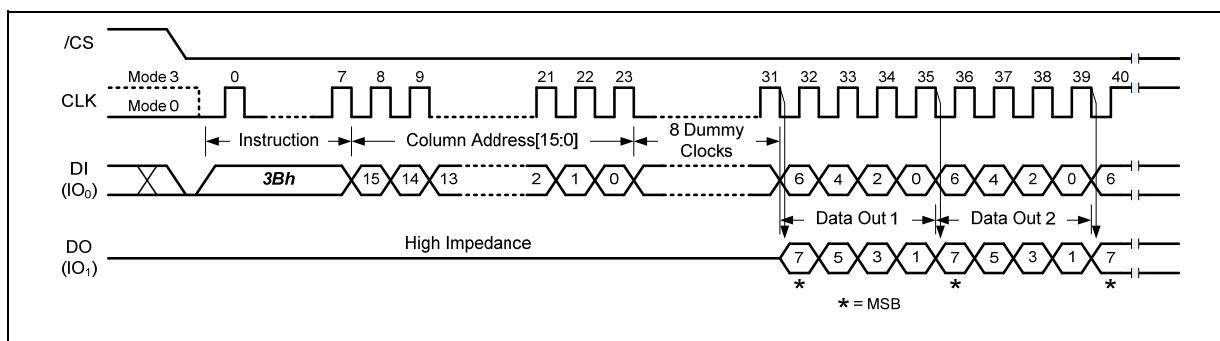 /CS
Mode 3 0 7 8 9 21 22 23 31 32 33 34 35 36 37 38 39 40
CLK Mode 0
Instruction Column Address[15:0] 8 Dummy Clocks
DI (IO0) 3Bh 15 14 13 2 1 0 6 4 2 0 6 4 2 0 6
Data Out 1 Data Out 2
DO (IO1) High Impedance 7 5 3 1 7 5 3 1 7
* * *
* = MSB